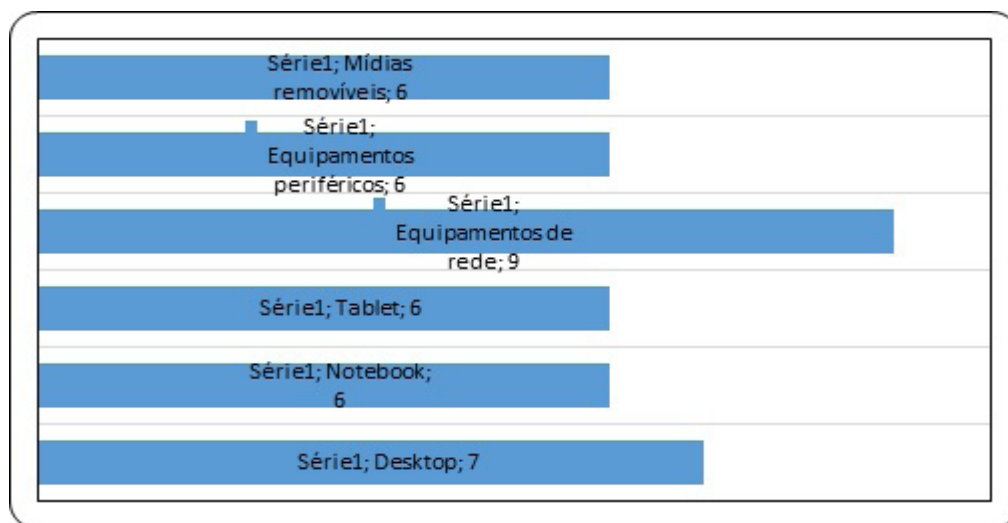 Série1; Mídias
removíveis; 6
Série1;
Equipamentos
periféricos; 6
Série1;
Equipamentos de
rede; 9
Série1; Tablet; 6
Série1; Notebook;
6
Série1; Desktop; 7